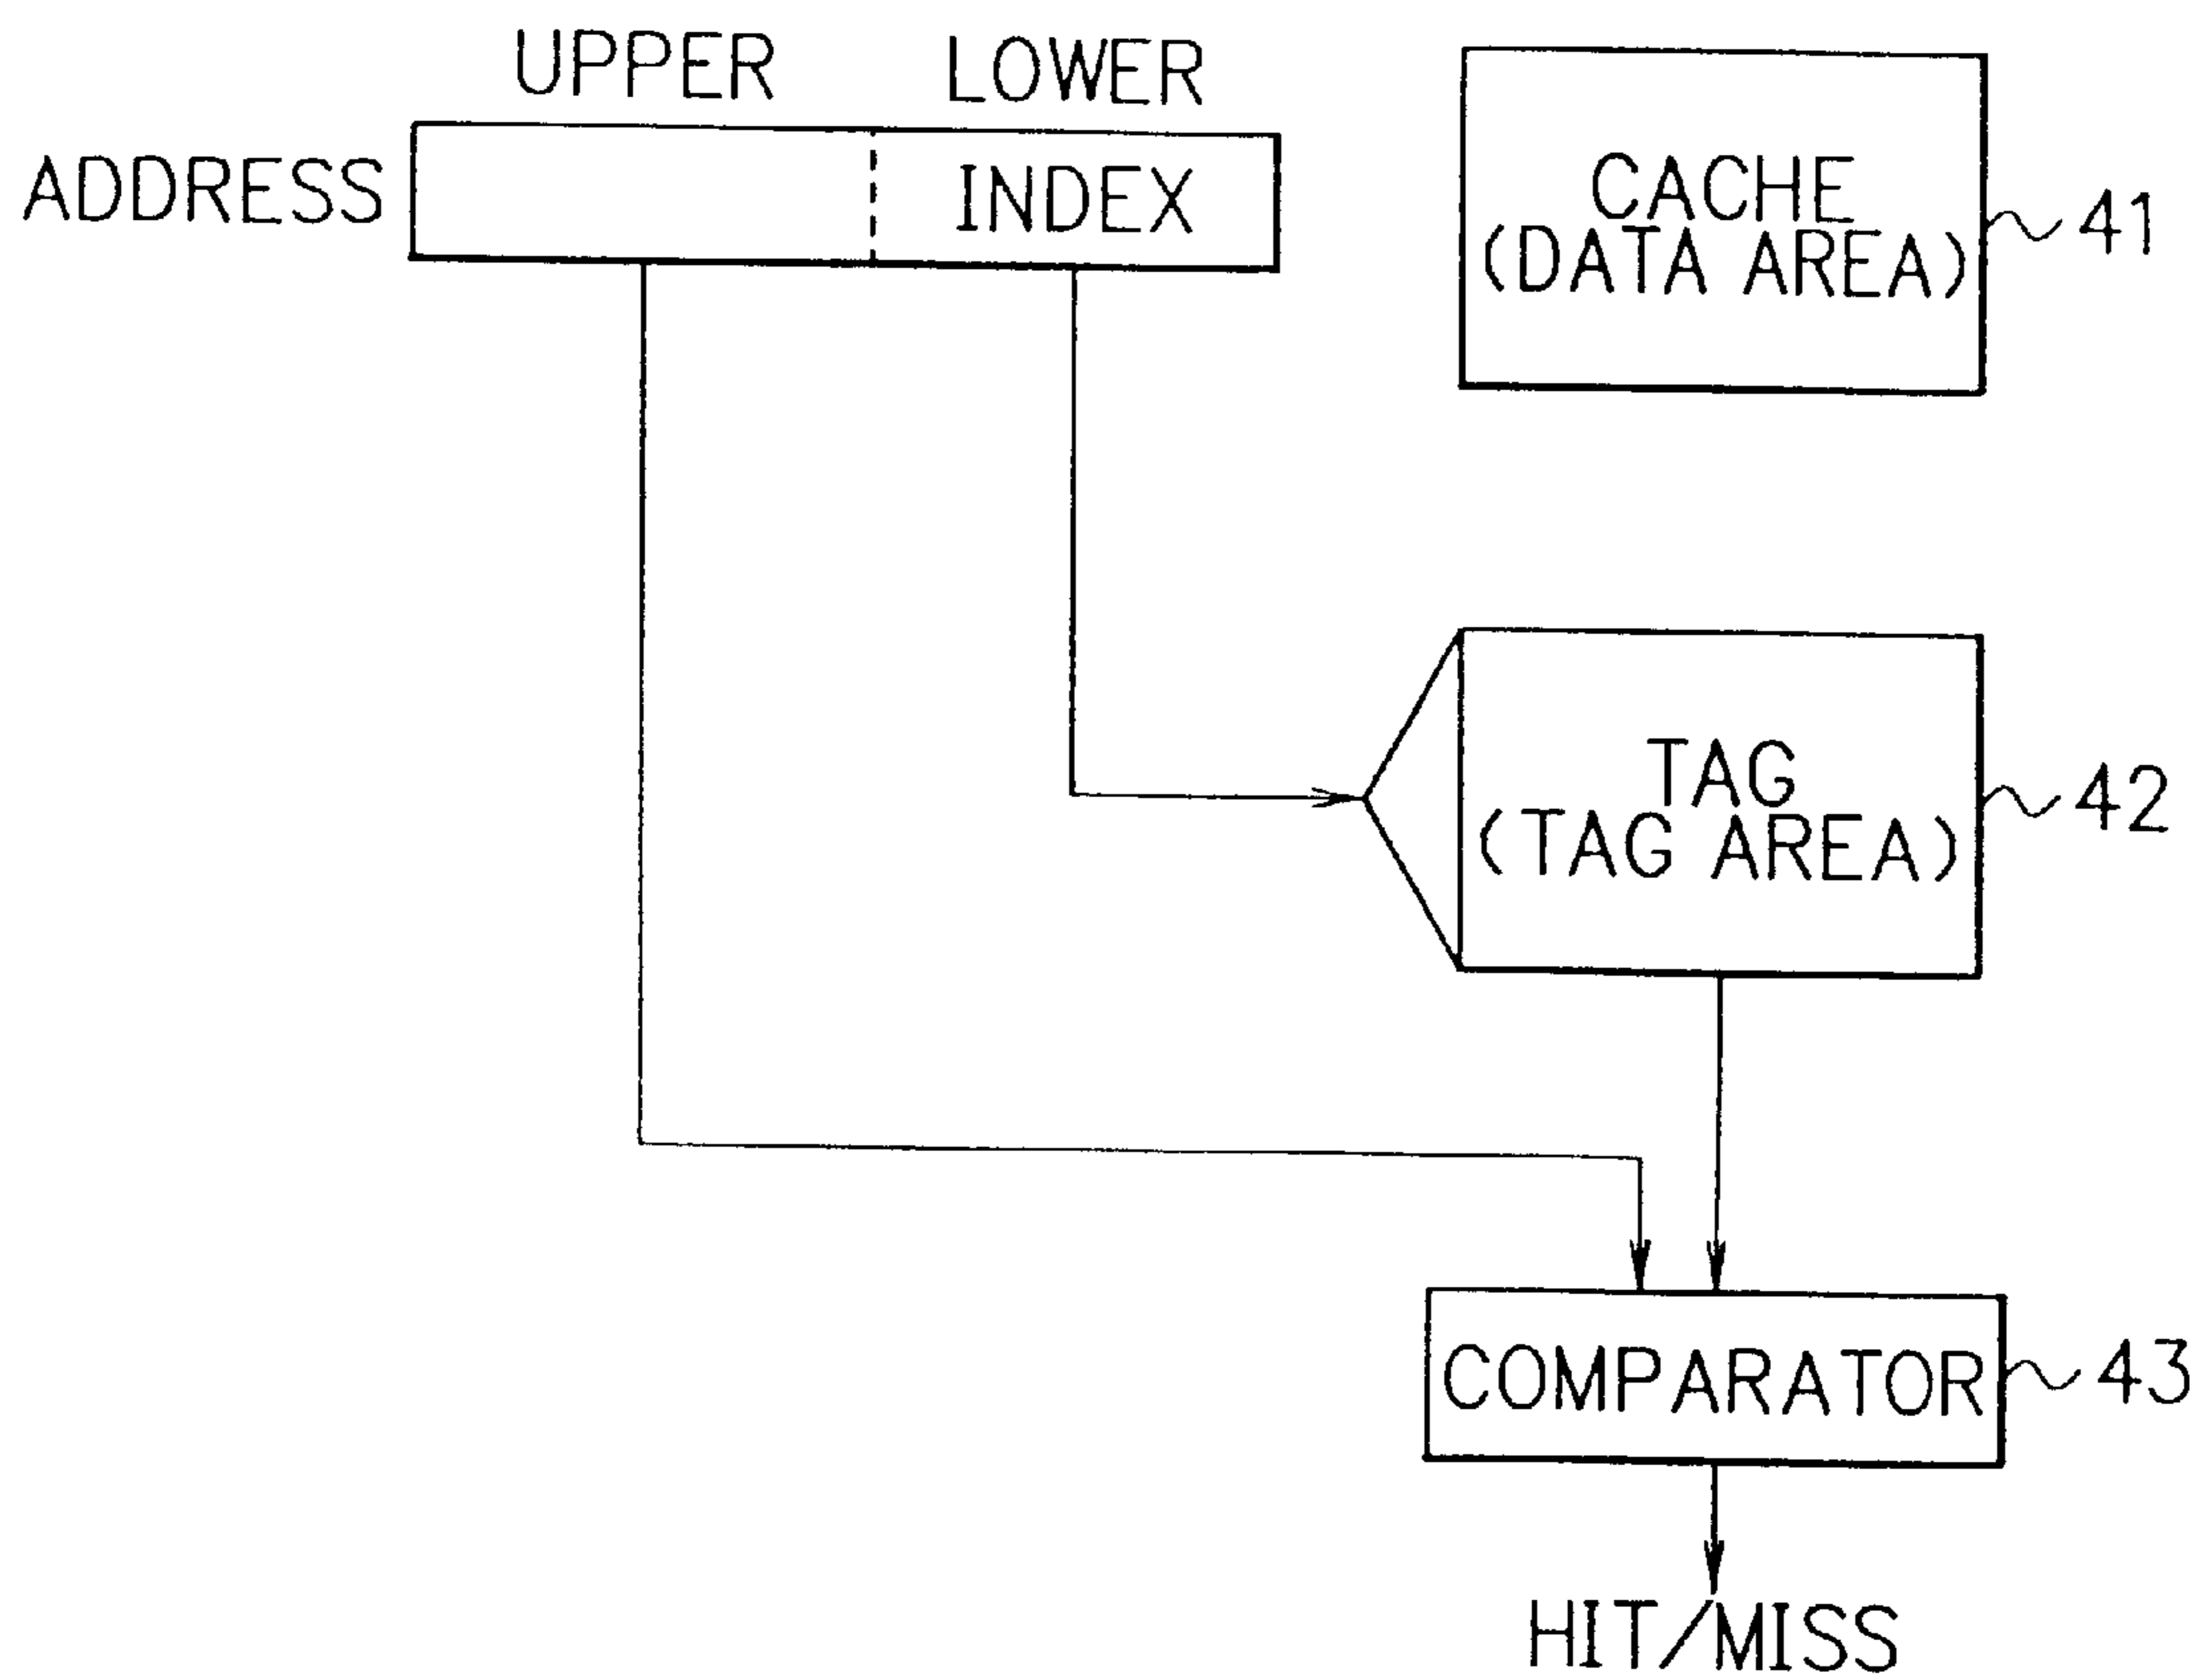 UPPER LOWER
ADDRESS INDEX
CACHE
(DATA AREA) 41
TAG
(TAG AREA) 42
COMPARATOR 43
HIT/MISS